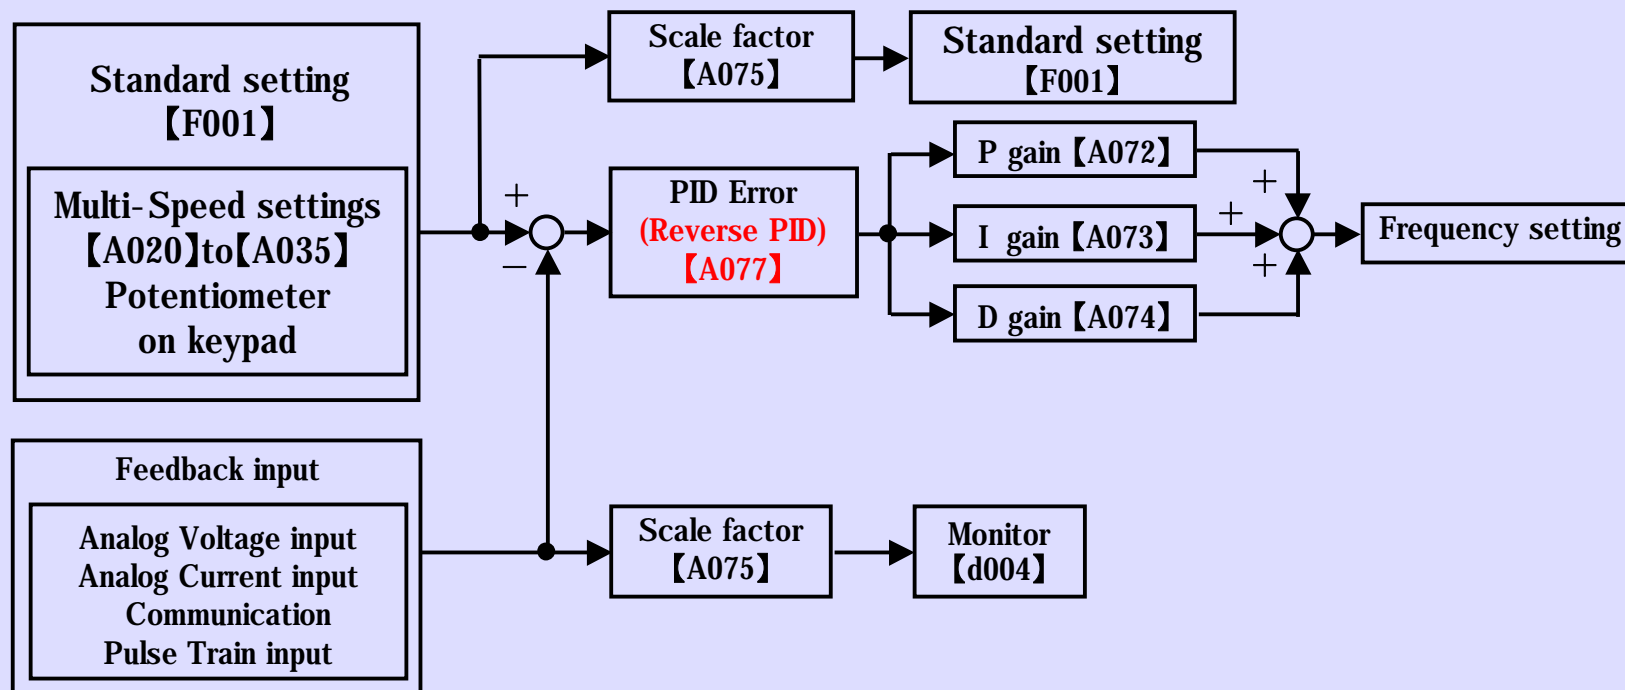 Standard setting
【F001】
Multi-Speed settings
【A020】to【A035】
Potentiometer
on keypad
Scale factor
【A075】
Standard setting
【F001】
+
−
PID Error
(Reverse PID)
【A077】
P gain【A072】
I gain【A073】
D gain【A074】
+
+
+
Frequency setting
Feedback input
Analog Voltage input
Analog Current input
Communication
Pulse Train input
Scale factor
【A075】
Monitor
【d004】